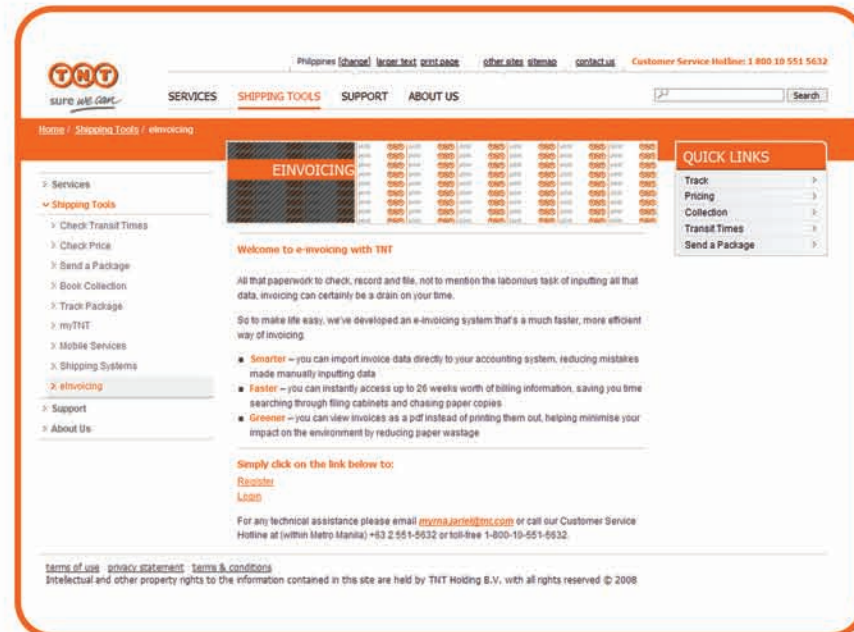 Philippines [change] larger text print page other sites sitemap contact us Customer Service Hotline: 1 800 10 551 5632
TNT
sure we can
SERVICES SHIPPING TOOLS SUPPORT ABOUT US Search
Home / Shipping Tools / eInvoicing
EINVOICING
QUICK LINKS
Track
Pricing
Collection
Transit Times
Send a Package
Services
Shipping Tools
Check Transit Times
Check Price
Send a Package
Book Collection
Track Package
myTNT
Mobile Services
Shipping Systems
eInvoicing
Support
About Us
Welcome to e-invoicing with TNT
All that paperwork to check, record and file, not to mention the laborious task of inputting all that
data, invoicing can certainly be a drain on your time.
So to make life easy, we've developed an e-invoicing system that's a much faster, more efficient
way of invoicing.
Smarter – you can import invoice data directly to your accounting system, reducing mistakes
made manually inputting data
Faster – you can instantly access up to 26 weeks worth of billing information, saving you time
searching through filing cabinets and chasing paper copies
Greener – you can view invoices as a pdf instead of printing them out, helping minimise your
impact on the environment by reducing paper wastage
Simply click on the link below to:
Register
Login
For any technical assistance please email myrna.jariel@tnt.com or call our Customer Service
Hotline at (within Metro Manila) +63 2 551-5632 or toll-free 1-800-10-551-5632.
terms of use privacy statement terms & conditions
Intellectual and other property rights to the information contained in this site are held by TNT Holding B.V. with all rights reserved © 2008